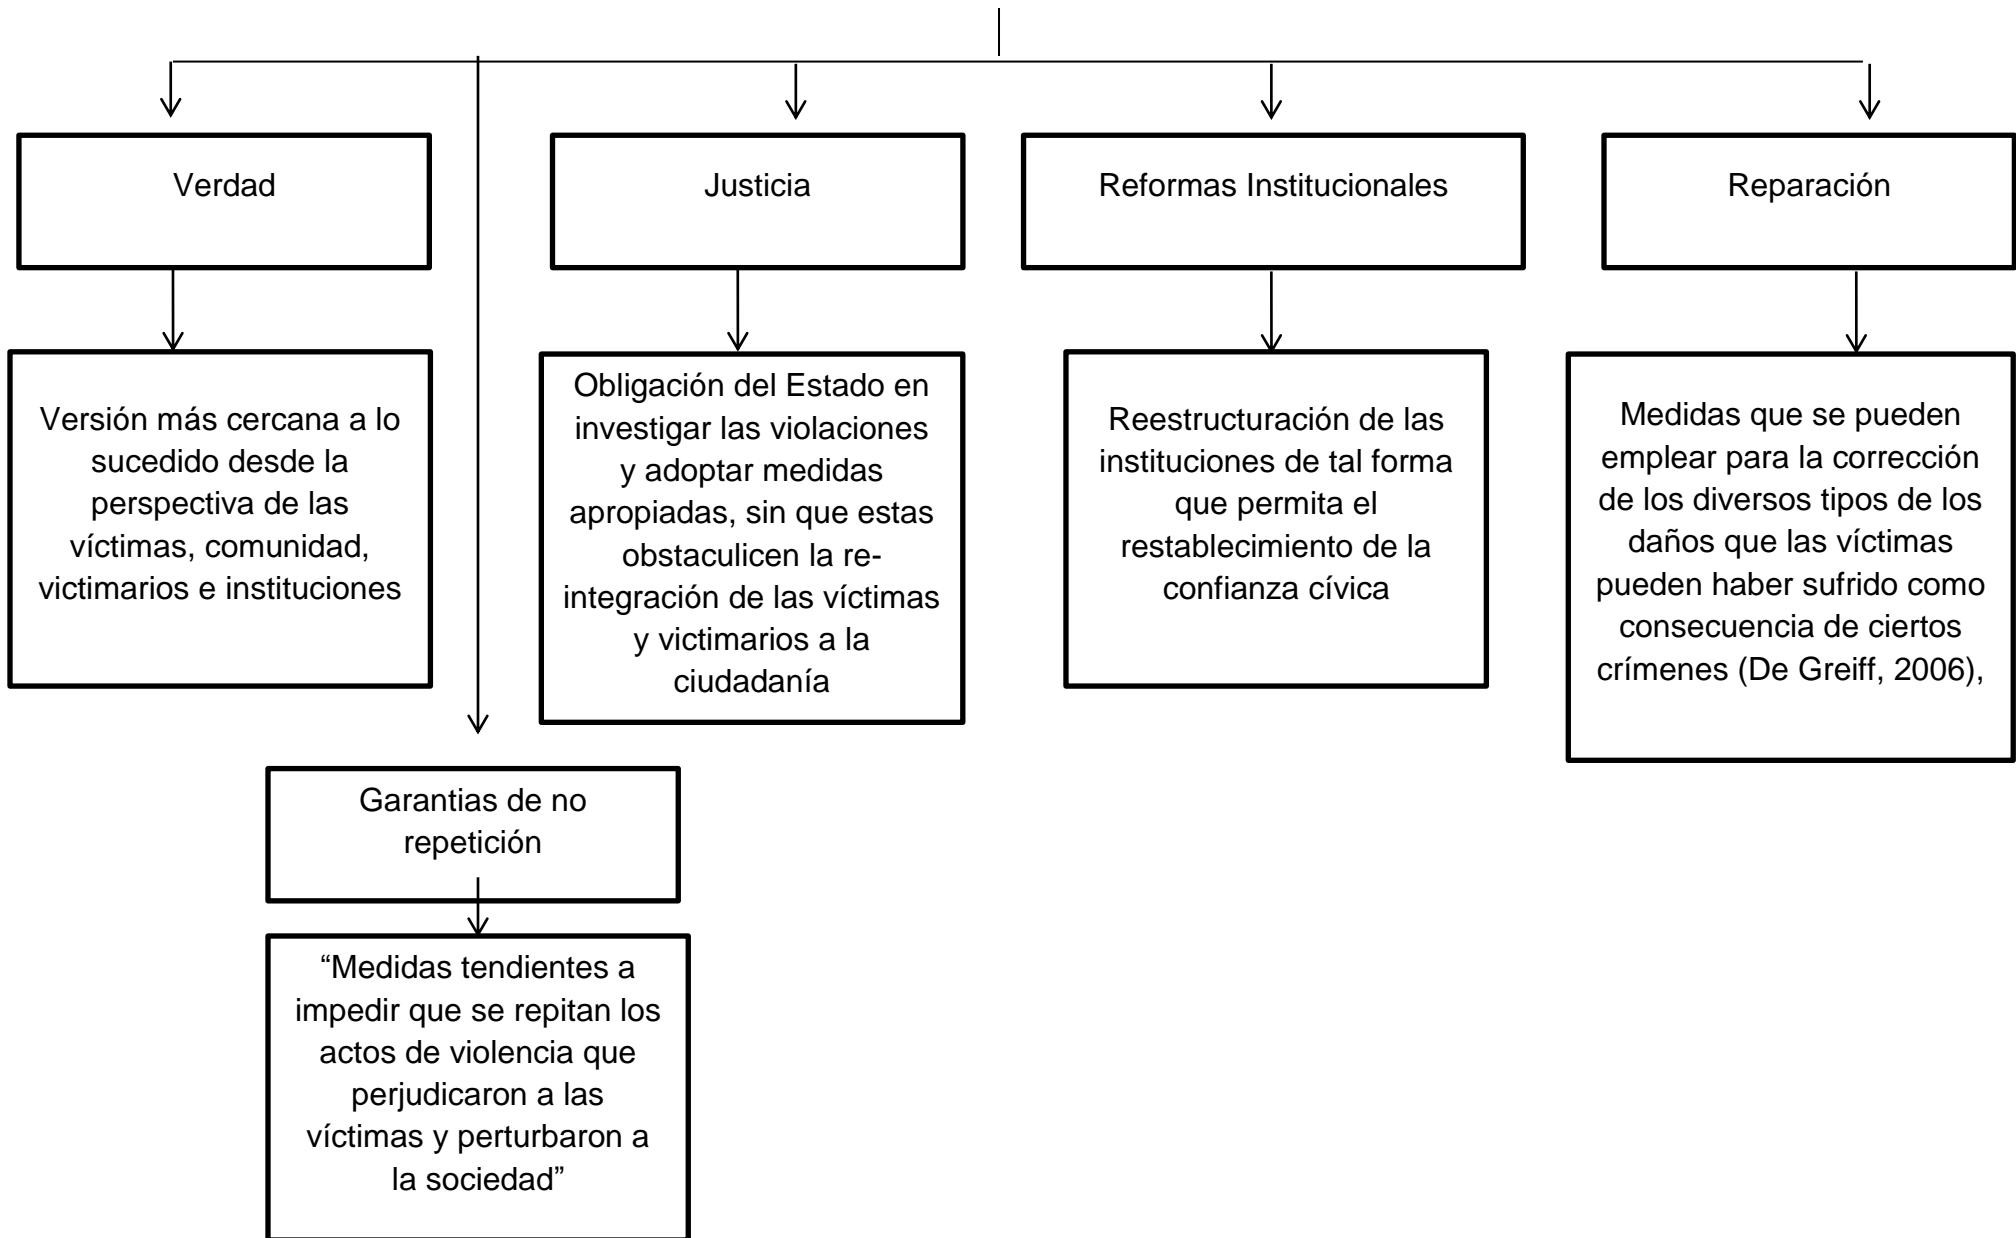 Verdad
Justicia
Reformas Institucionales
Reparación
Versión más cercana a lo
sucedido desde la
perspectiva de las
víctimas, comunidad,
victimarios e instituciones
Obligación del Estado en
investigar las violaciones
y adoptar medidas
apropiadas, sin que estas
obstaculicen la re-
integración de las víctimas
y victimarios a la
ciudadanía
Reestructuración de las
instituciones de tal forma
que permita el
restablecimiento de la
confianza cívica
Medidas que se pueden
emplear para la corrección
de los diversos tipos de los
daños que las víctimas
pueden haber sufrido como
consecuencia de ciertos
crímenes (De Greiff, 2006),
Garantias de no
repetición
“Medidas tendientes a
impedir que se repitan los
actos de violencia que
perjudicaron a las
víctimas y perturbaron a
la sociedad”